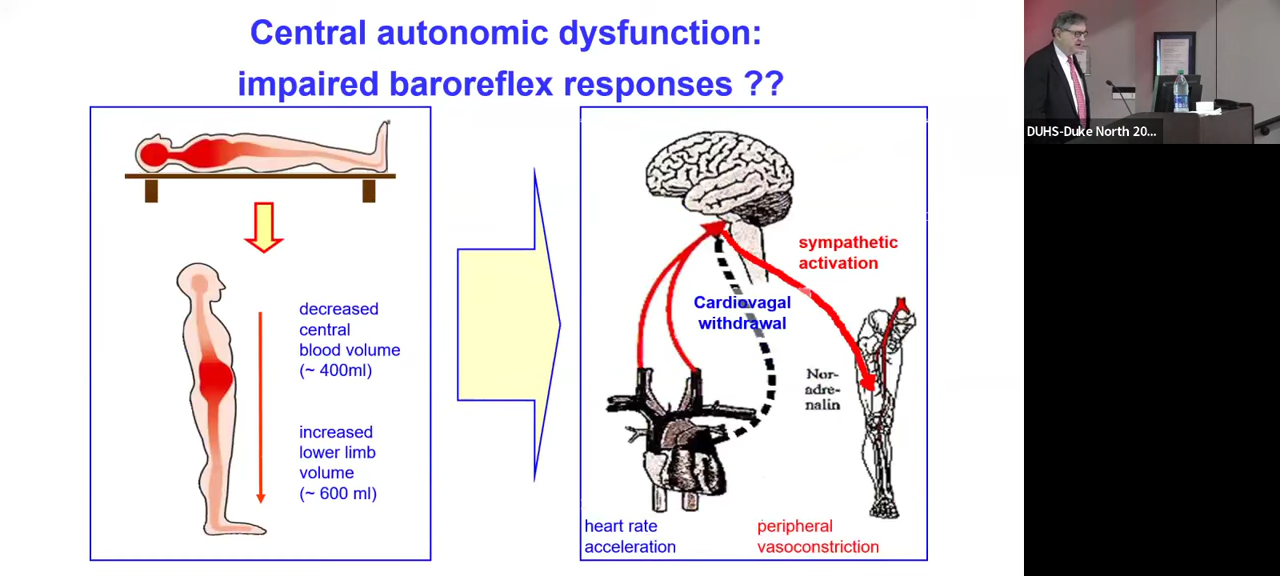 Central autonomic dysfunction:
impaired baroreflex responses ??
decreased
central
blood volume
(~ 400ml)
increased
lower limb
volume
(~ 600 ml)
sympathetic
activation
Cardiovagal
withdrawal
Nor-
adre-
nalin
heart rate
acceleration
peripheral
vasoconstriction
DUHS-Duke North 20...